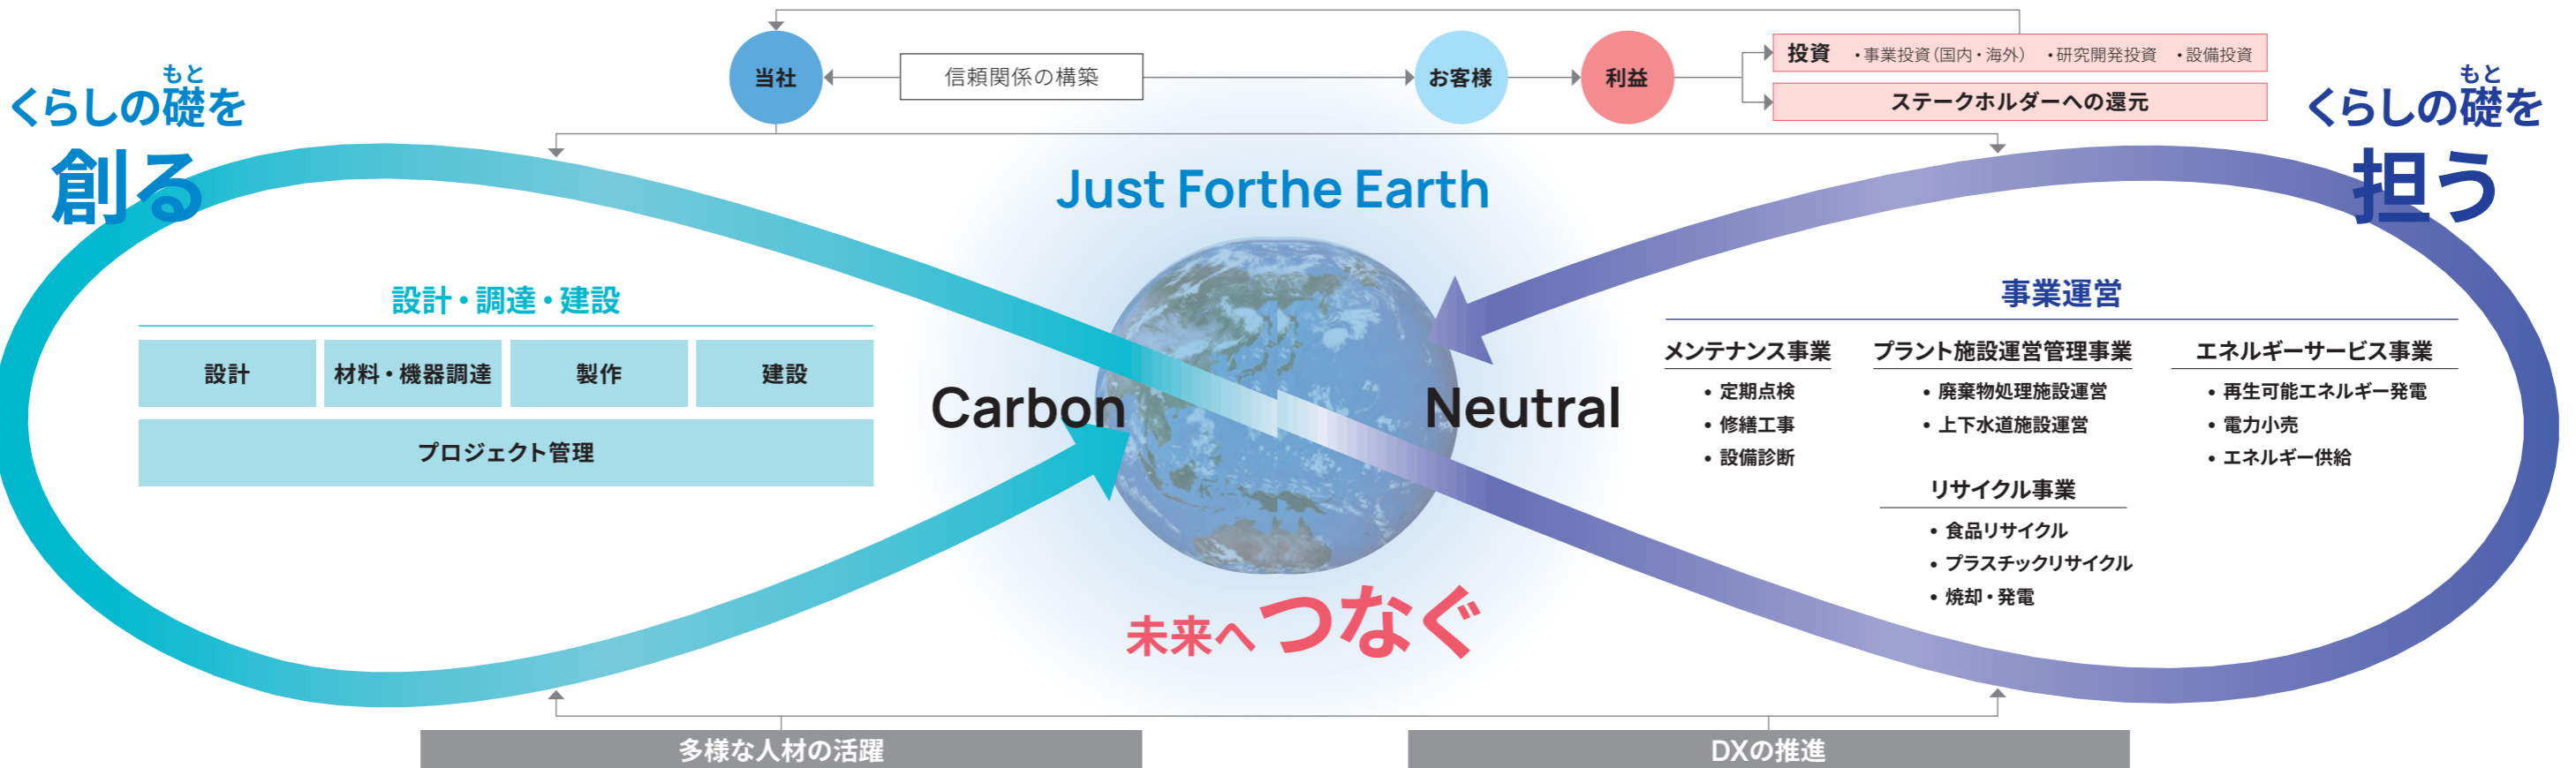 当社
信頼関係の構築
お客様
利益
投資 ・事業投資(国内・海外) ・研究開発投資 ・設備投資
ステークホルダーへの還元
もと
くらしの礎を
創る
もと
くらしの礎を
担う
Just Forthe Earth
設計・調達・建設
設計
材料・機器調達
製作
建設
プロジェクト管理
Carbon
Neutral
未来へつなぐ
事業運営
メンテナンス事業
• 定期点検
• 修繕工事
• 設備診断
プラント施設運営管理事業
• 廃棄物処理施設運営
• 上下水道施設運営
エネルギーサービス事業
• 再生可能エネルギー発電
• 電力小売
• エネルギー供給
リサイクル事業
• 食品リサイクル
• プラスチックリサイクル
• 焼却・発電
多様な人材の活躍
DXの推進